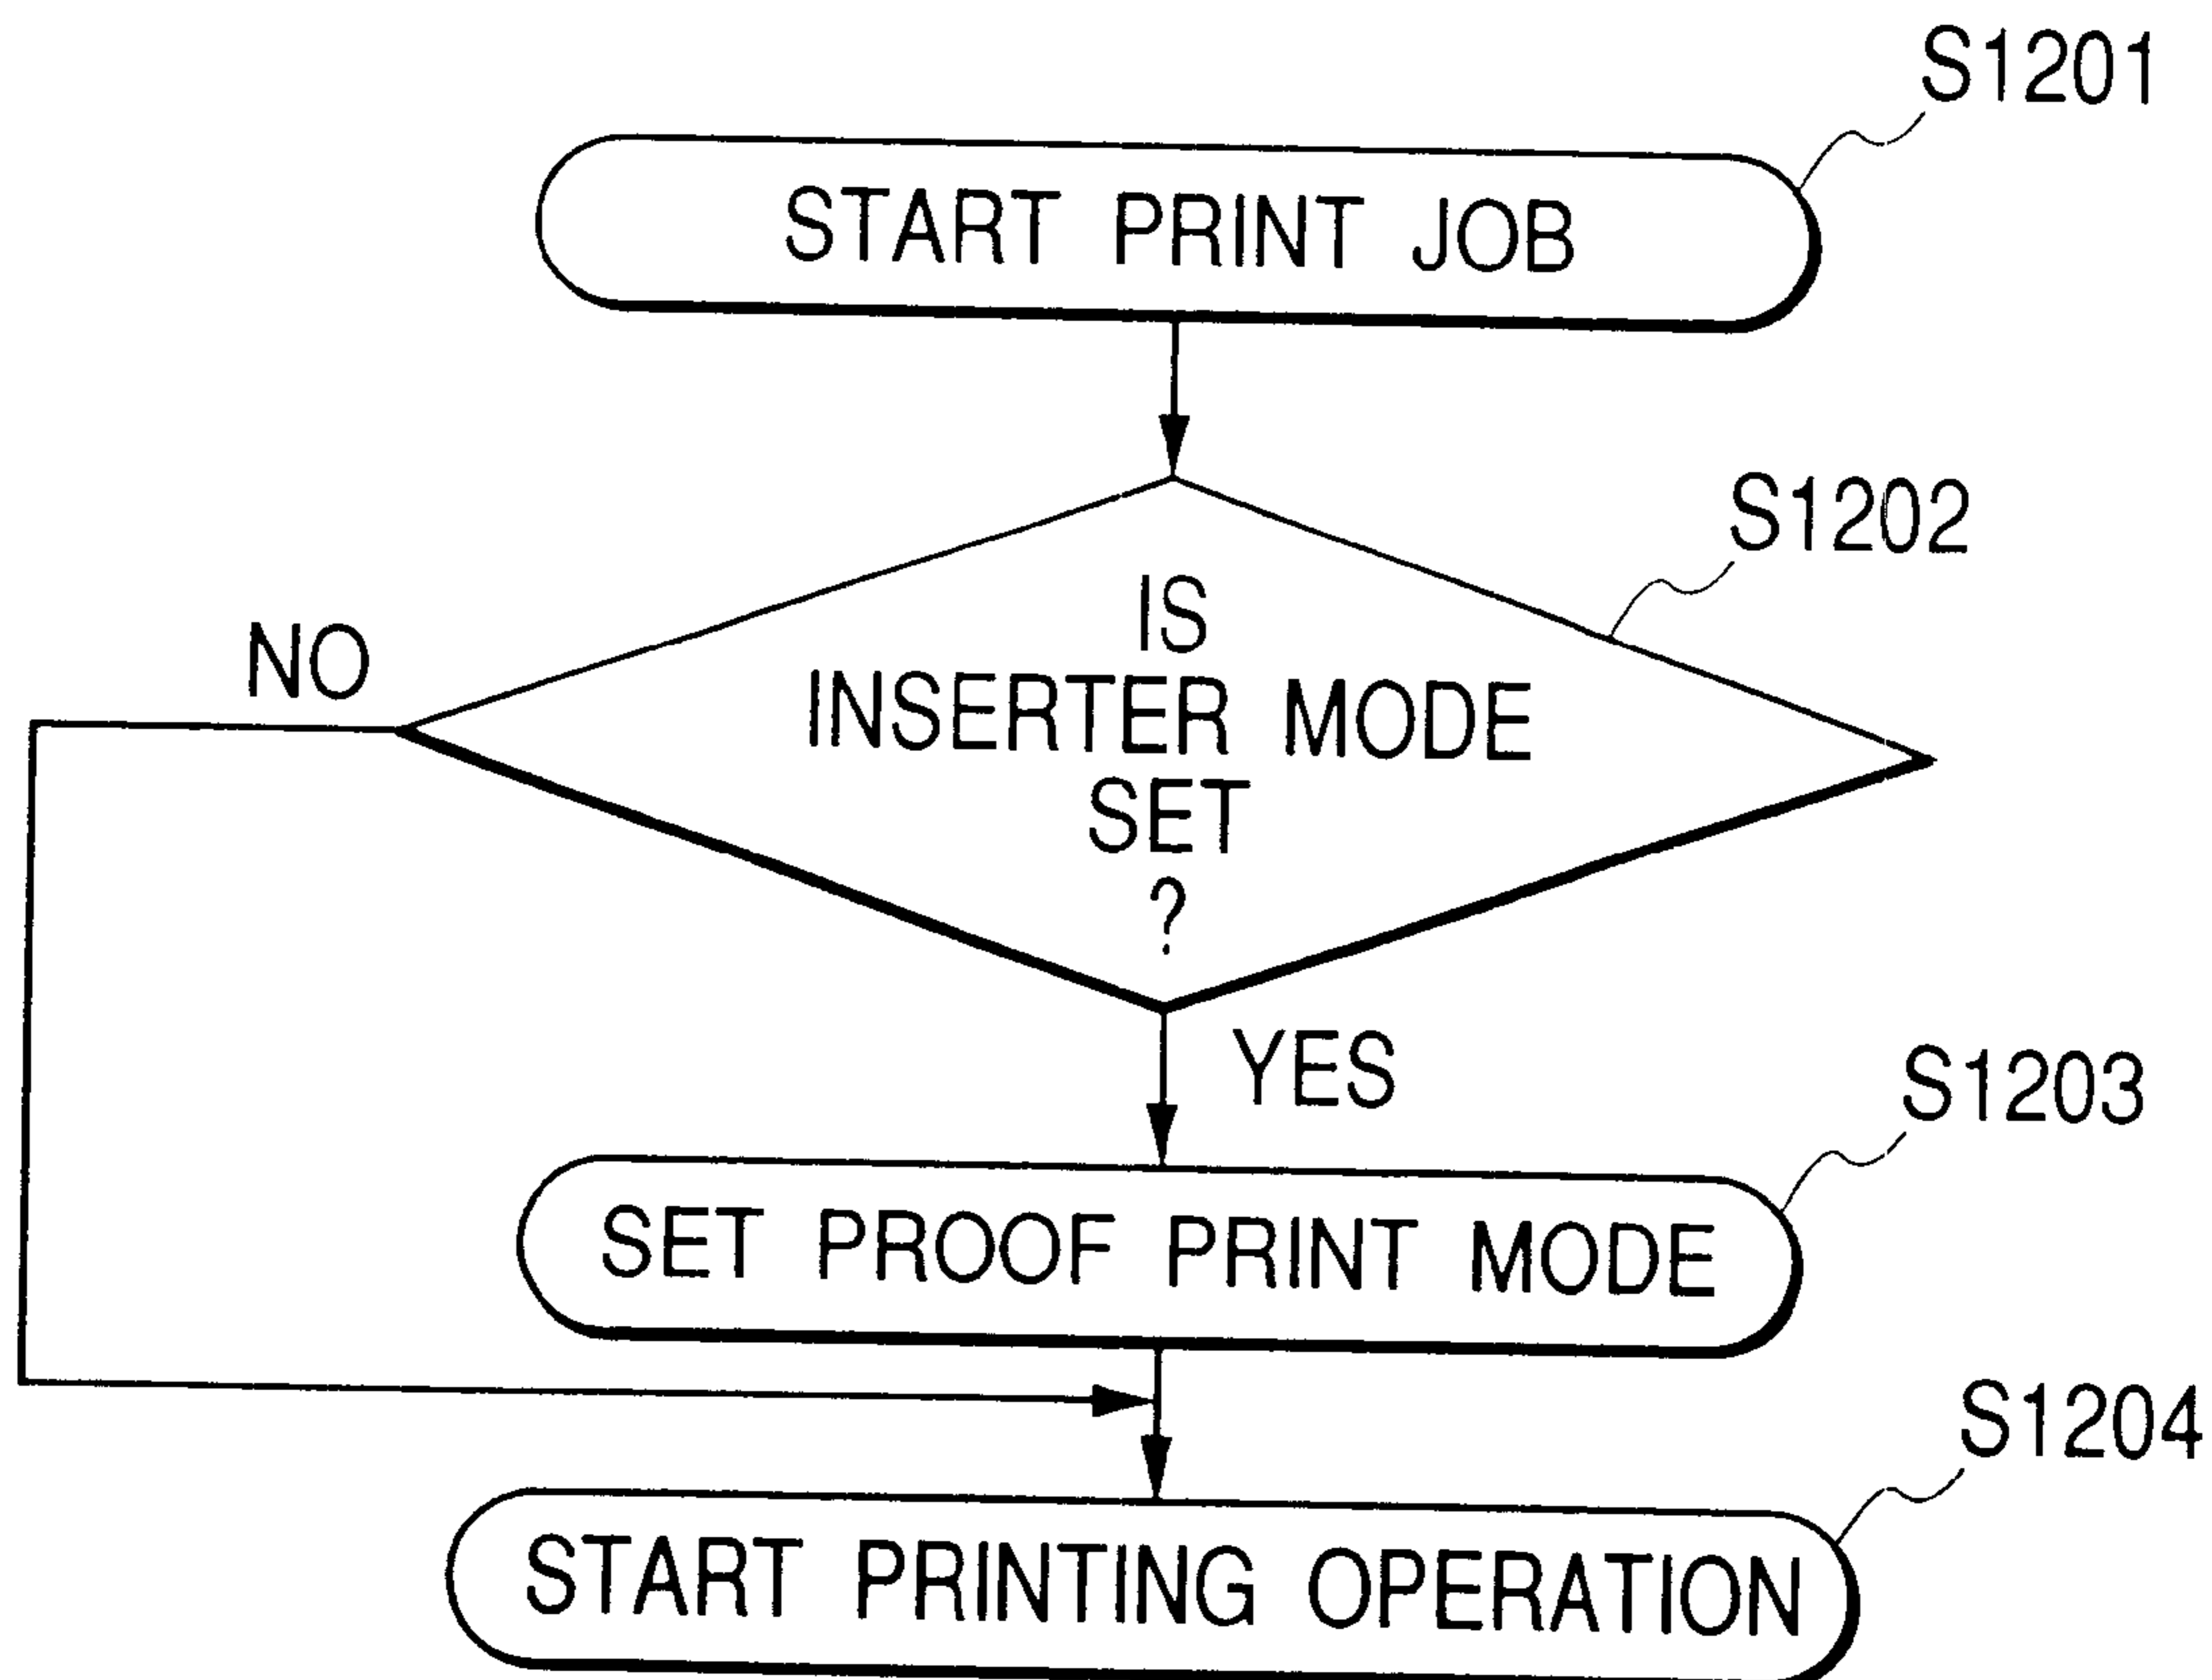 S1201
START PRINT JOB
S1202
IS
INSERTER MODE
SET
?
NO
YES
S1203
SET PROOF PRINT MODE
S1204
START PRINTING OPERATION